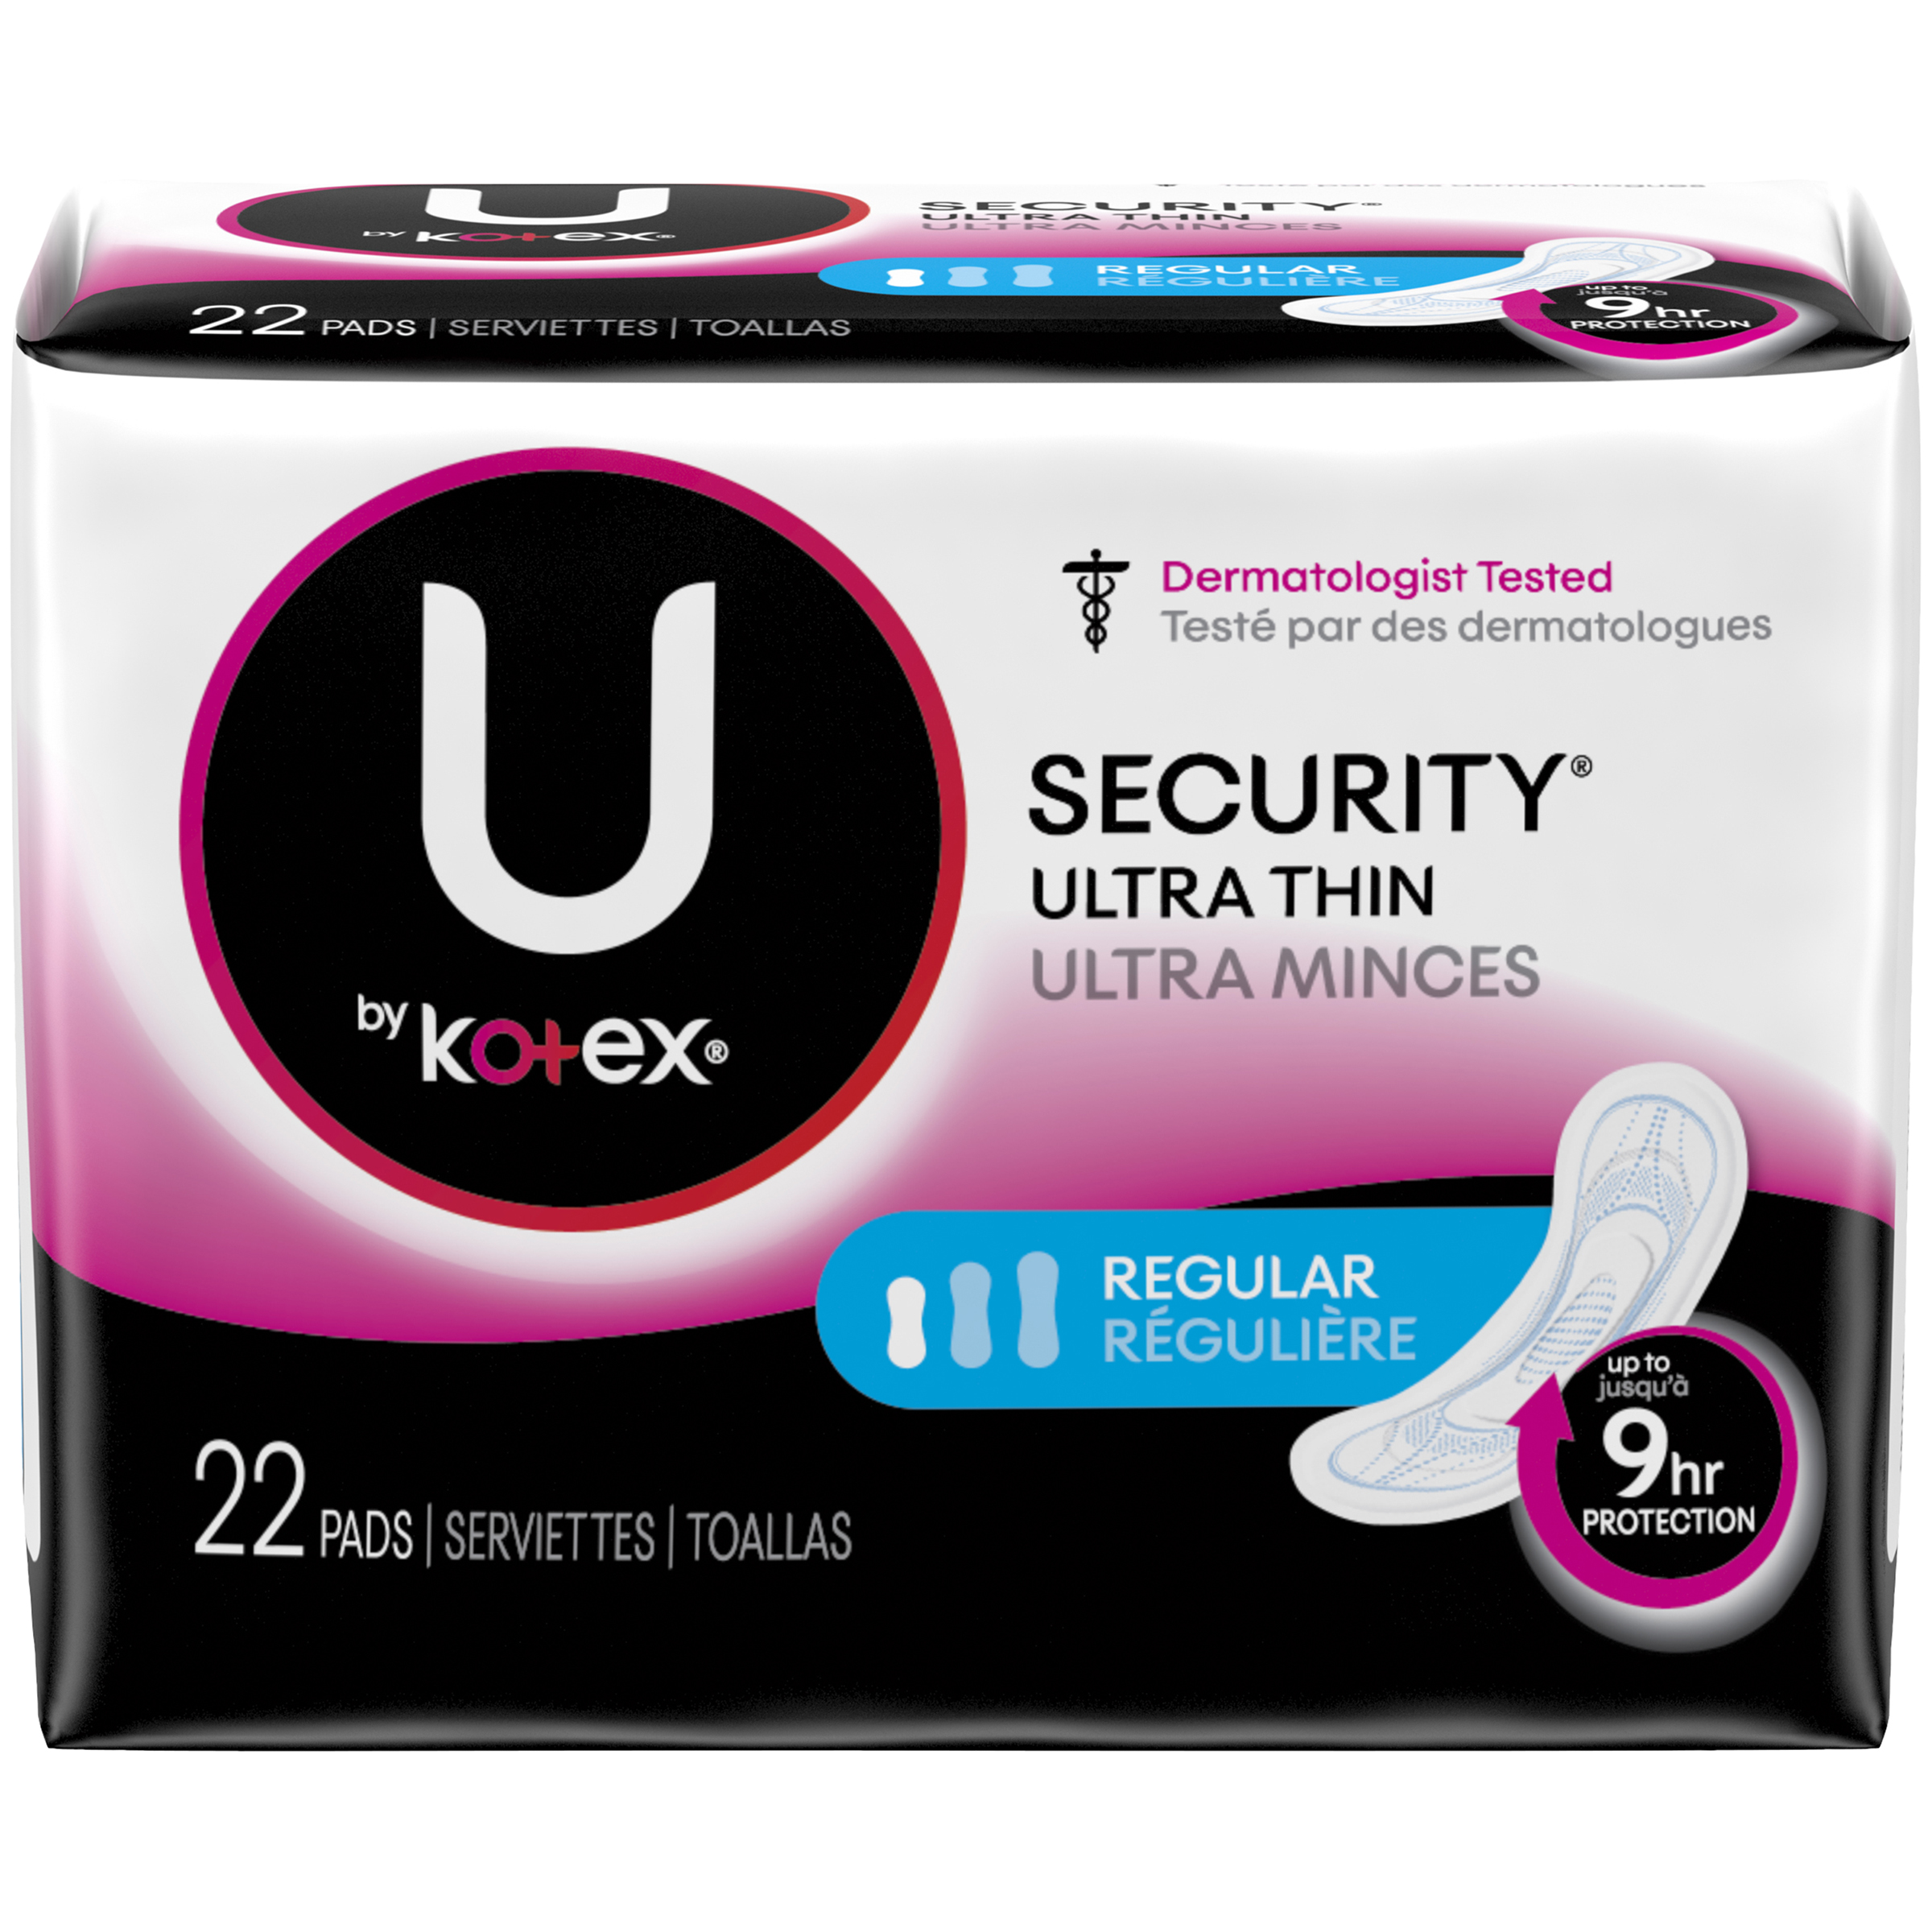 U
by Kotex®
SECURITY®
ULTRA THIN
ULTRA MINCES
REGULAR
RÉGULIÈRE
22 PADS | SERVIETTES | TOALLAS
up to
jusqu'à
9hr
PROTECTION
U
by Kotex®
Dermatologist Tested
Testé par des dermatologues
SECURITY®
ULTRA THIN
ULTRA MINCES
REGULAR
RÉGULIÈRE
22 PADS | SERVIETTES | TOALLAS
up to
jusqu'à
9hr
PROTECTION